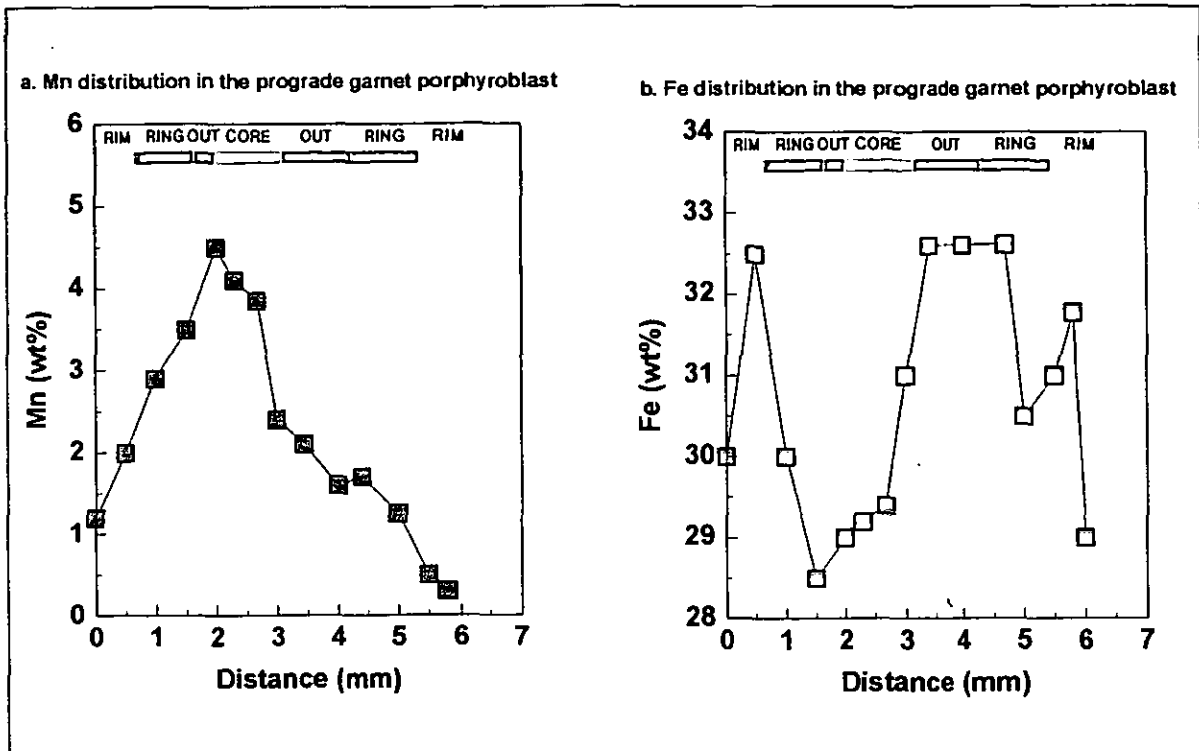 a. Mn distribution in the prograde garnet porphyroblast
RIM RING OUT CORE OUT RING RIM
6
5
4
3
2
1
0
Mn (wt%)
0 1 2 3 4 5 6 7
Distance (mm)
b. Fe distribution in the prograde garnet porphyroblast
RIM RING OUT CORE OUT RING RIM
34
33
32
31
30
29
28
Fe (wt%)
0 1 2 3 4 5 6 7
Distance (mm)